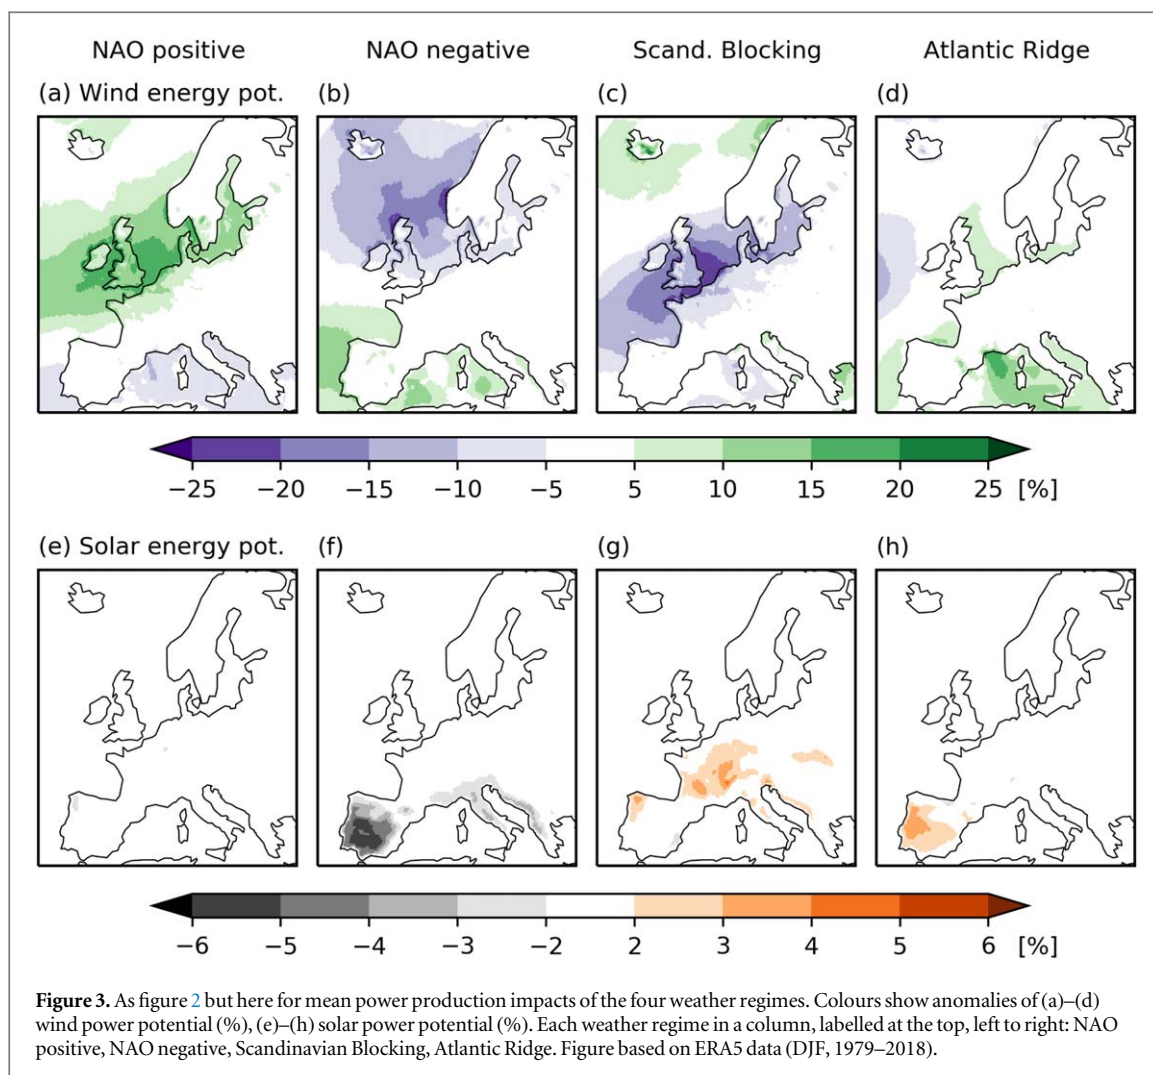 NAO positive NAO negative Scand. Blocking Atlantic Ridge
(a) Wind energy pot. (b) (c) (d)
−25 −20 −15 −10 −5 5 10 15 20 25 [%]
(e) Solar energy pot. (f) (g) (h)
−6 −5 −4 −3 −2 2 3 4 5 6 [%]
Figure 3. As figure 2 but here for mean power production impacts of the four weather regimes. Colours show anomalies of (a)–(d)
wind power potential (%), (e)–(h) solar power potential (%). Each weather regime in a column, labelled at the top, left to right: NAO
positive, NAO negative, Scandinavian Blocking, Atlantic Ridge. Figure based on ERA5 data (DJF, 1979–2018).